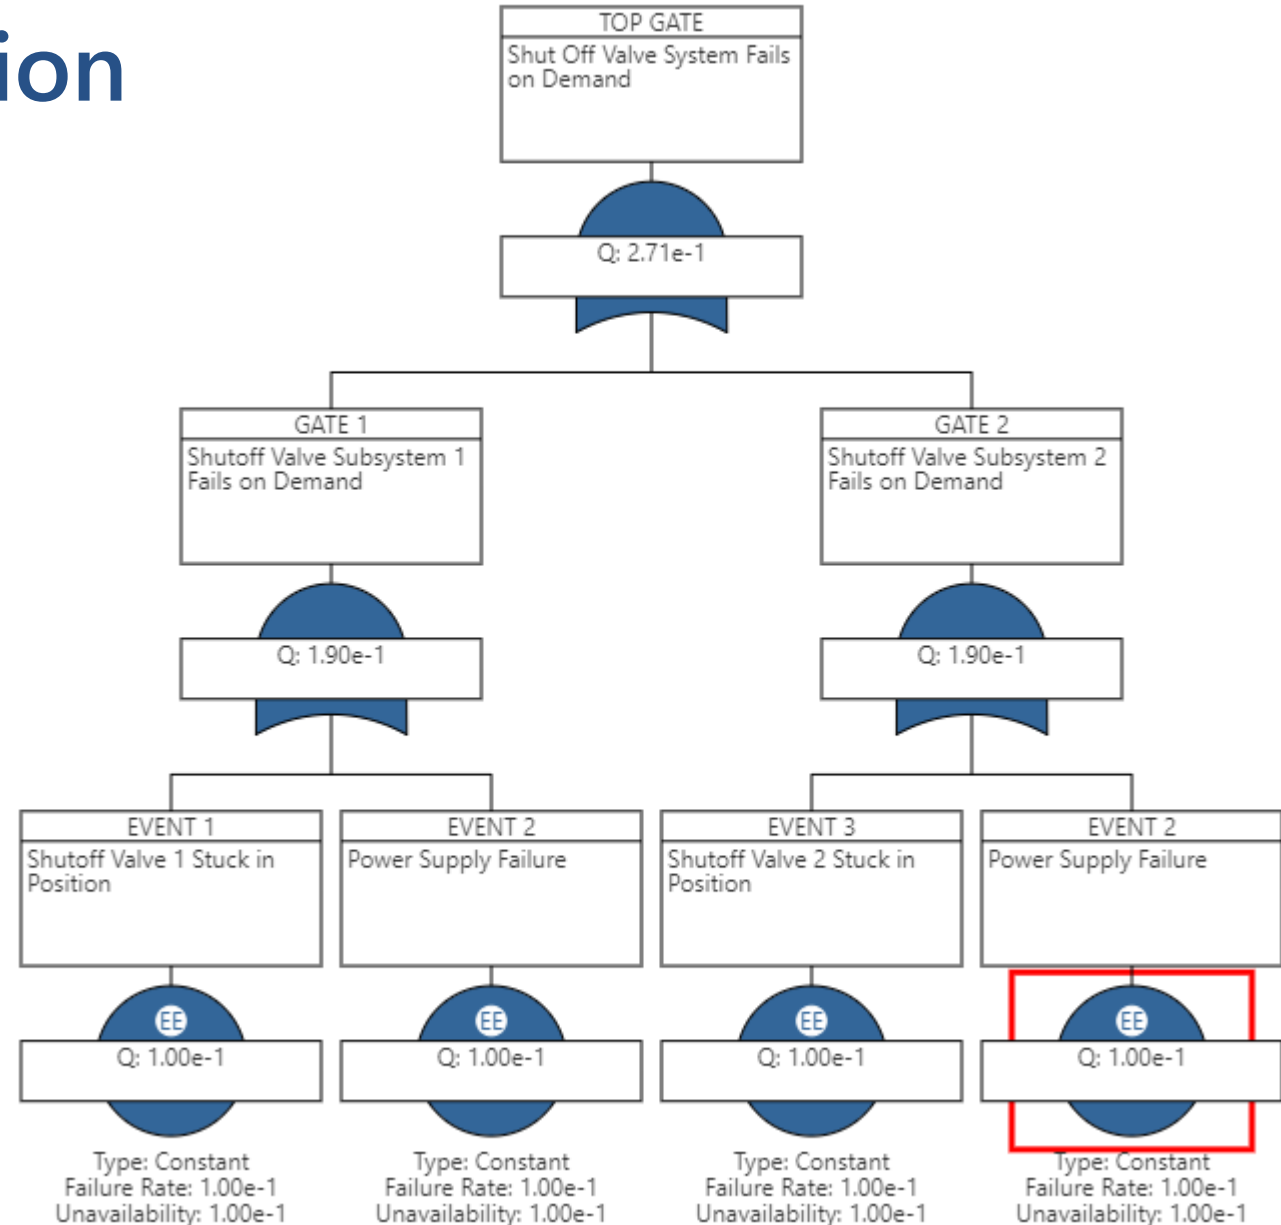 ion
TOP GATE
Shut Off Valve System Fails
on Demand
Q: 2.71e-1
GATE 1
Shutoff Valve Subsystem 1
Fails on Demand
Q: 1.90e-1
GATE 2
Shutoff Valve Subsystem 2
Fails on Demand
Q: 1.90e-1
EVENT 1
Shutoff Valve 1 Stuck in
Position
EE
Q: 1.00e-1
Type: Constant
Failure Rate: 1.00e-1
Unavailability: 1.00e-1
EVENT 2
Power Supply Failure
EE
Q: 1.00e-1
Type: Constant
Failure Rate: 1.00e-1
Unavailability: 1.00e-1
EVENT 3
Shutoff Valve 2 Stuck in
Position
EE
Q: 1.00e-1
Type: Constant
Failure Rate: 1.00e-1
Unavailability: 1.00e-1
EVENT 2
Power Supply Failure
EE
Q: 1.00e-1
Type: Constant
Failure Rate: 1.00e-1
Unavailability: 1.00e-1